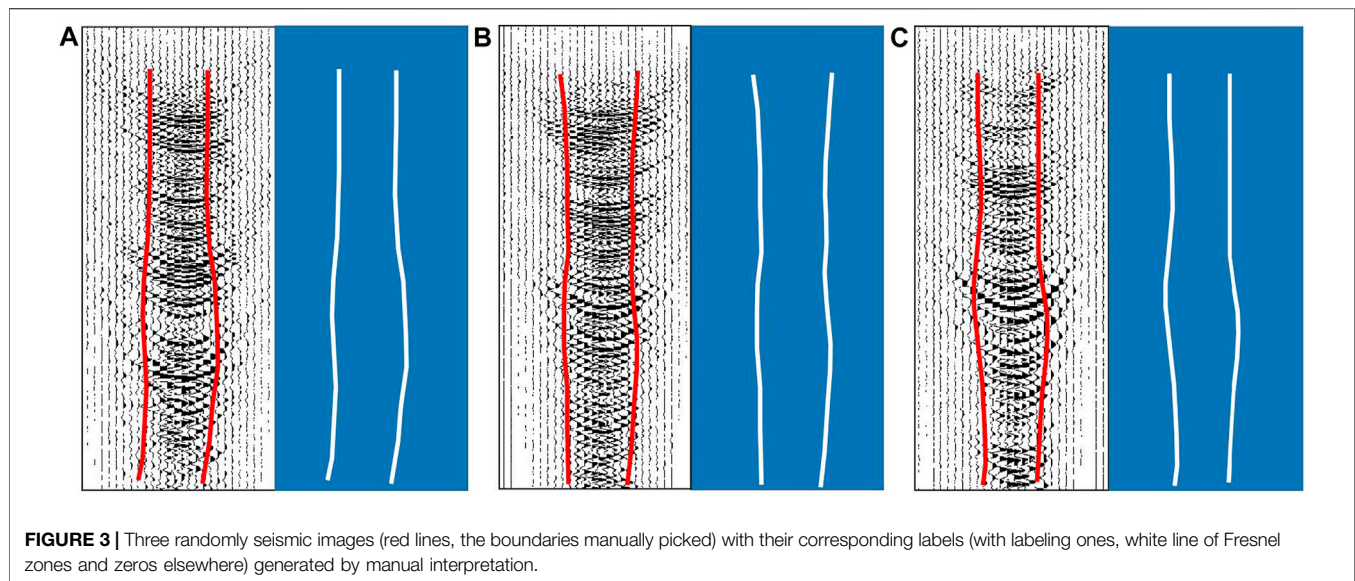 A
B
C
FIGURE 3 | Three randomly seismic images (red lines, the boundaries manually picked) with their corresponding labels (with labeling ones, white line of Fresnel
zones and zeros elsewhere) generated by manual interpretation.